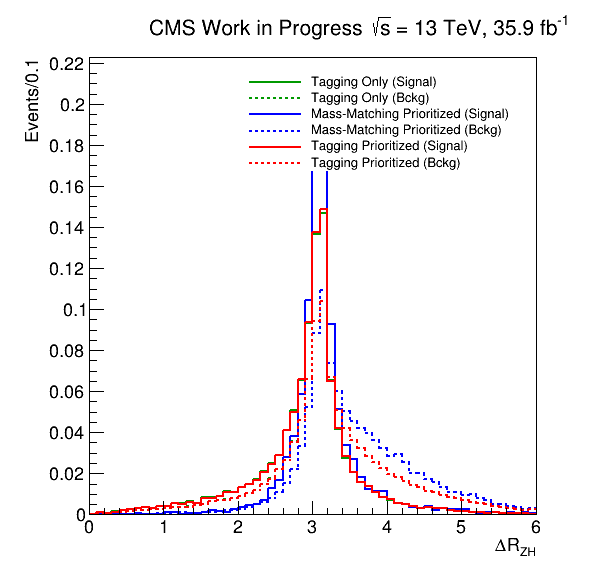 CMS Work in Progress √s = 13 TeV, 35.9 fb⁻¹
Events/0.1
0.22
0.2
0.18
0.16
0.14
0.12
0.1
0.08
0.06
0.04
0.02
0
Tagging Only (Signal)
Tagging Only (Bckg)
Mass-Matching Prioritized (Signal)
Mass-Matching Prioritized (Bckg)
Tagging Prioritized (Signal)
Tagging Prioritized (Bckg)
0 1 2 3 4 5 6
ΔR_ZH